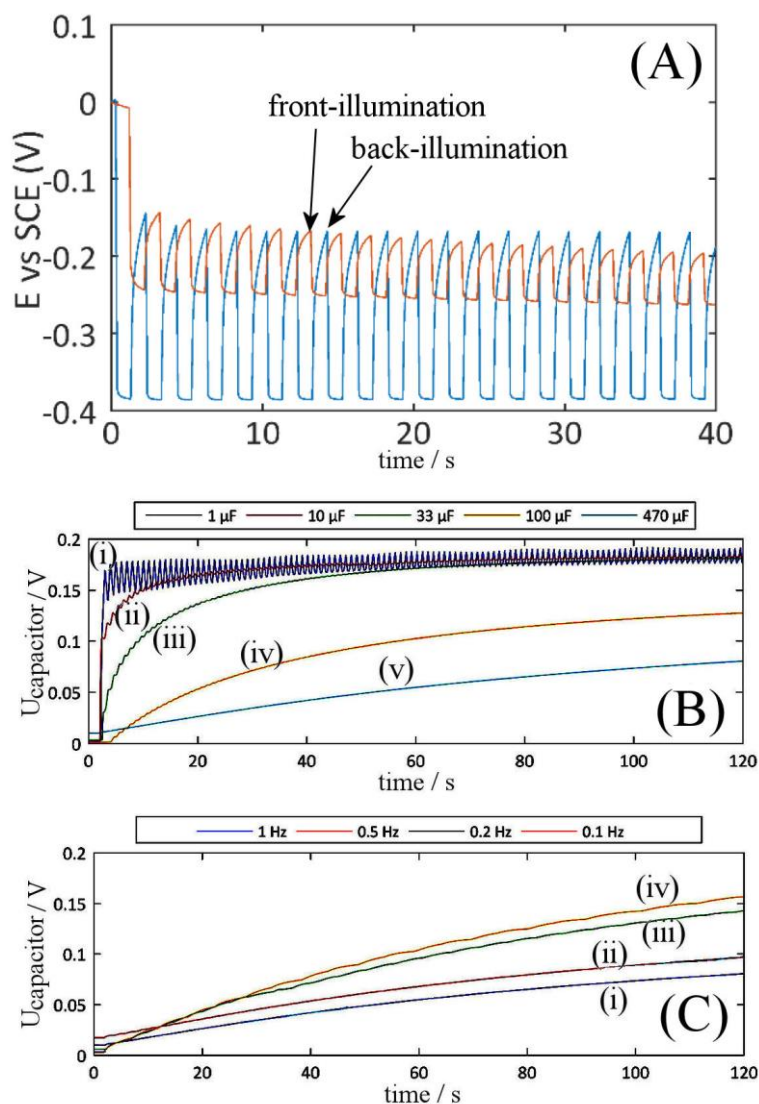 (A)
0.1
0
-0.1
-0.2
-0.3
-0.4
E vs SCE (V)
front-illumination
back-illumination
0 10 20 30 40
time / s
1 µF 10 µF 33 µF 100 µF 470 µF
0.2
0.15
0.1
0.05
0
Ucapacitor / V
(i)
(ii)
(iii)
(iv)
(v)
(B)
0 20 40 60 80 100 120
time / s
1 Hz 0.5 Hz 0.2 Hz 0.1 Hz
0.2
0.15
0.1
0.05
0
Ucapacitor / V
(iv)
(iii)
(ii)
(i)
(C)
0 20 40 60 80 100 120
time / s